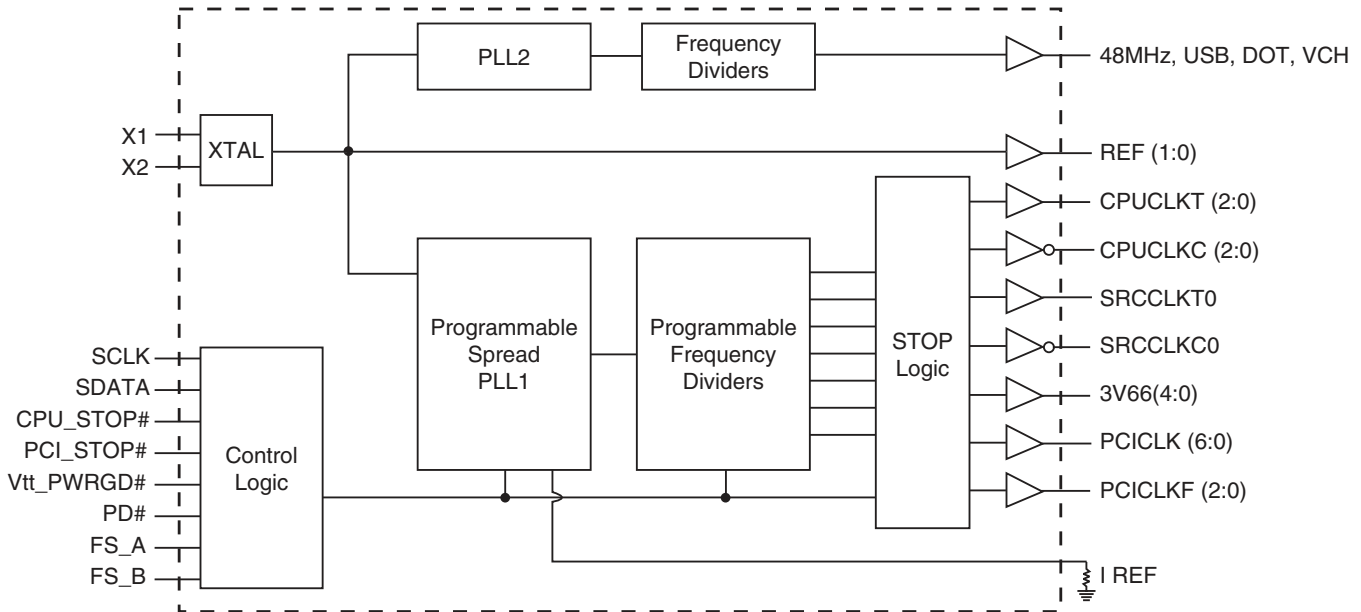 PLL2
Frequency
Dividers
48MHz, USB, DOT, VCH
X1
X2
XTAL
REF (1:0)
CPUCLKT (2:0)
CPUCLKC (2:0)
SRCCLKT0
SRCCLKC0
3V66(4:0)
PCICLK (6:0)
PCICLKF (2:0)
Programmable
Spread
PLL1
Programmable
Frequency
Dividers
STOP
Logic
SCLK
SDATA
CPU_STOP#
PCI_STOP#
Vtt_PWRGD#
PD#
FS_A
FS_B
Control
Logic
I REF